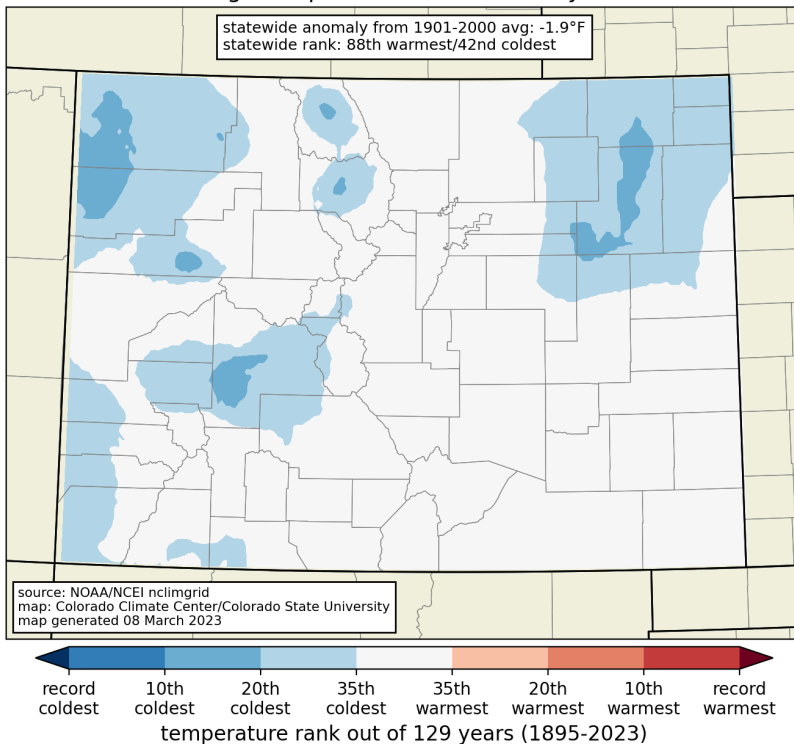 statewide anomaly from 1901-2000 avg: -1.9°F
statewide rank: 88th warmest/42nd coldest
source: NOAA/NCEI nclimgrid
map: Colorado Climate Center/Colorado State University
map generated 08 March 2023
record coldest
10th coldest
20th coldest
35th coldest
35th warmest
20th warmest
10th warmest
record warmest
temperature rank out of 129 years (1895-2023)